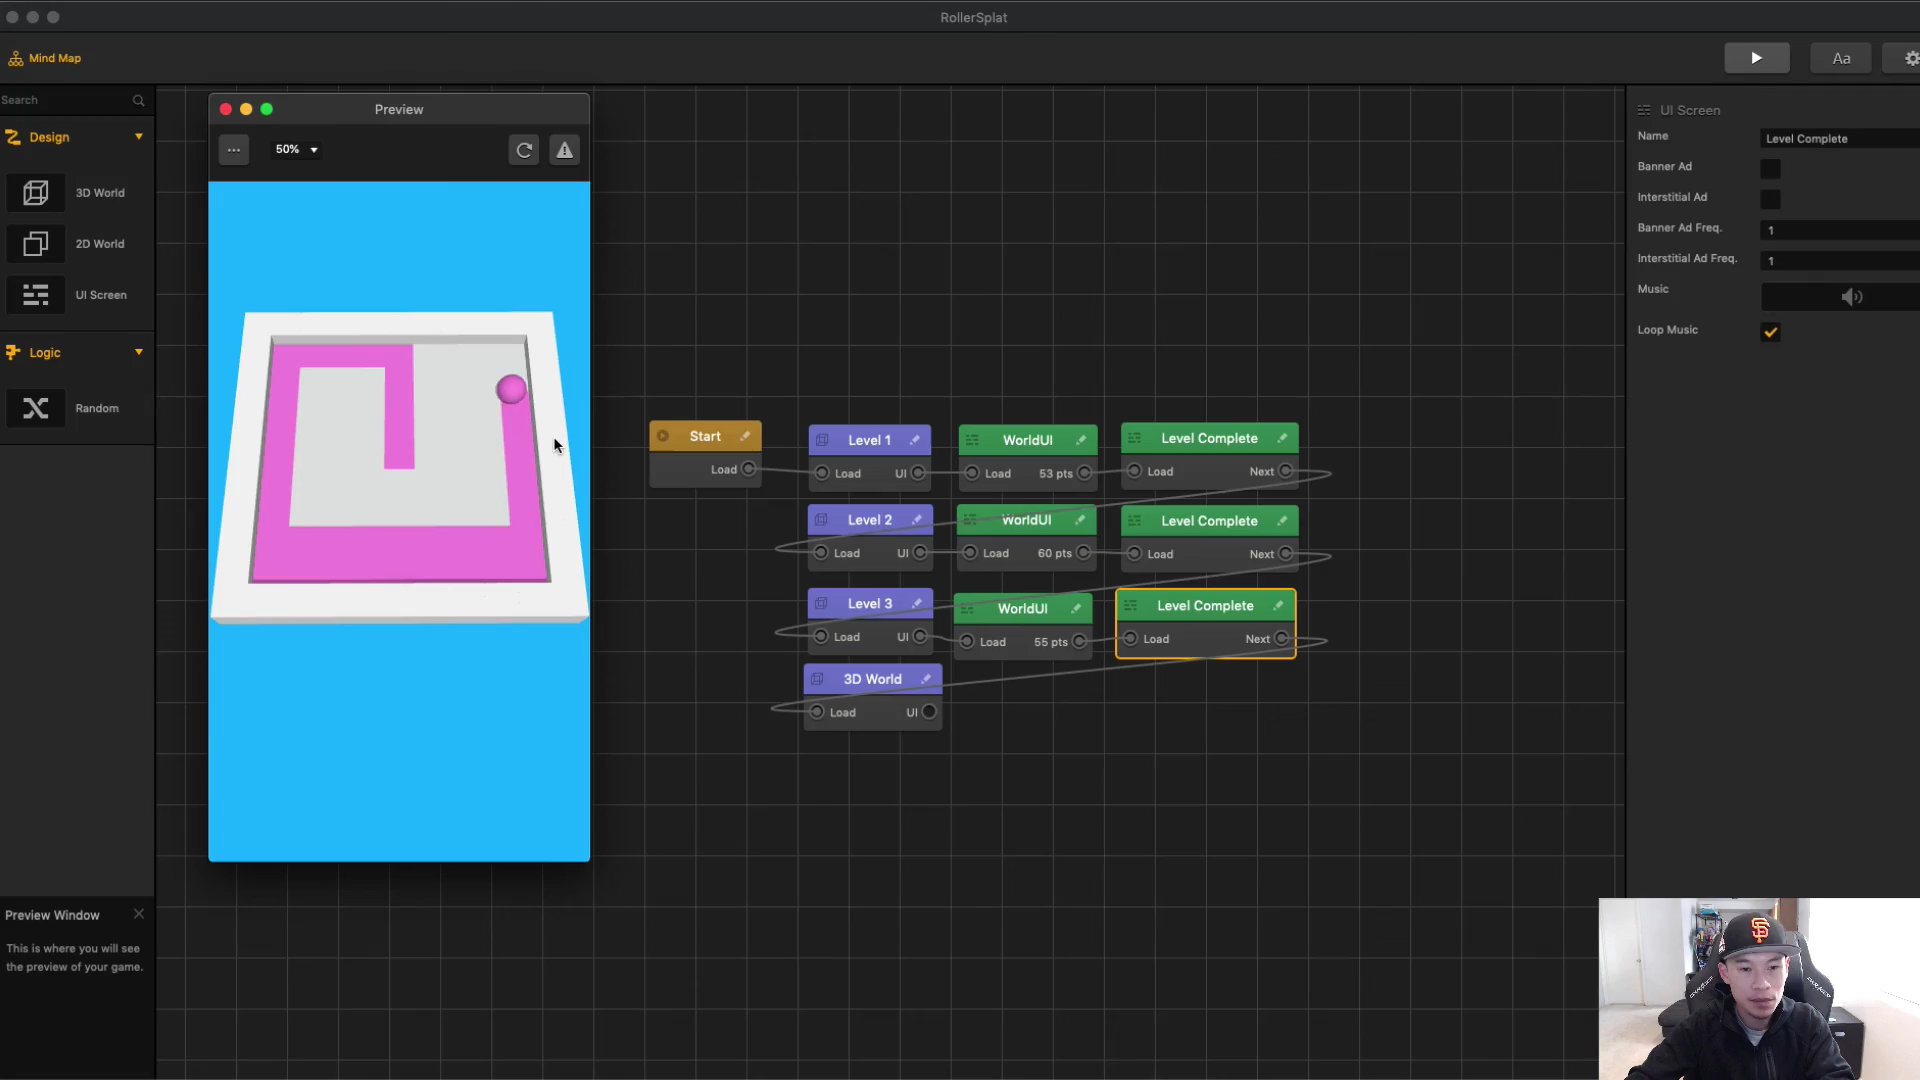 RollerSplat
Mind Map
Aa
Search
Design
3D World
2D World
UI Screen
Logic
Random
Preview Window
This is where you will see
the preview of your game.
Preview
50%
Start
Load
Level 1
Load UI
WorldUI
Load 53 pts
Level Complete
Load Next
Level 2
Load UI
WorldUI
Load 60 pts
Level Complete
Load Next
Level 3
Load UI
WorldUI
Load 55 pts
Level Complete
Load Next
3D World
Load UI
UI Screen
Name Level Complete
Banner Ad
Interstitial Ad
Banner Ad Freq. 1
Interstitial Ad Freq. 1
Music
Loop Music
SF